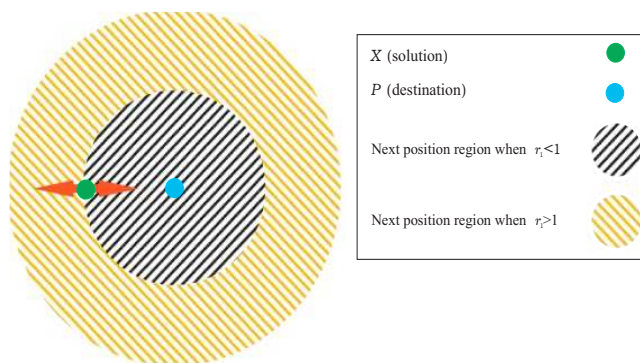 X (solution)
P (destination)
Next position region when r₁<1
Next position region when r₁>1